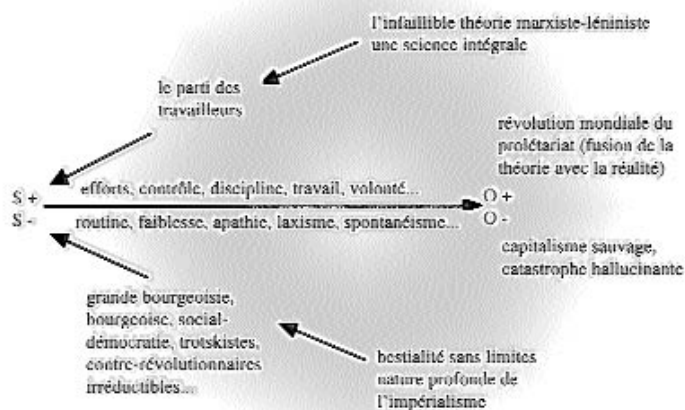 l'infaillible théorie marxiste-léniniste
une science intégrale
le parti des
travailleurs
révolution mondiale du
prolétariat (fusion de la
théorie avec la réalité)
S +
efforts, contrôle, discipline, travail, volonté...
O +
S -
routine, faiblesse, apathie, laxisme, spontanéisme...
O -
capitalisme sauvage,
catastrophe hallucinante
grande bourgeoisie,
bourgeoise, social-
démocratie, trotskistes,
contre-révolutionnaires
irréductibles...
bestialité sans limites
nature profonde de
l'impérialisme